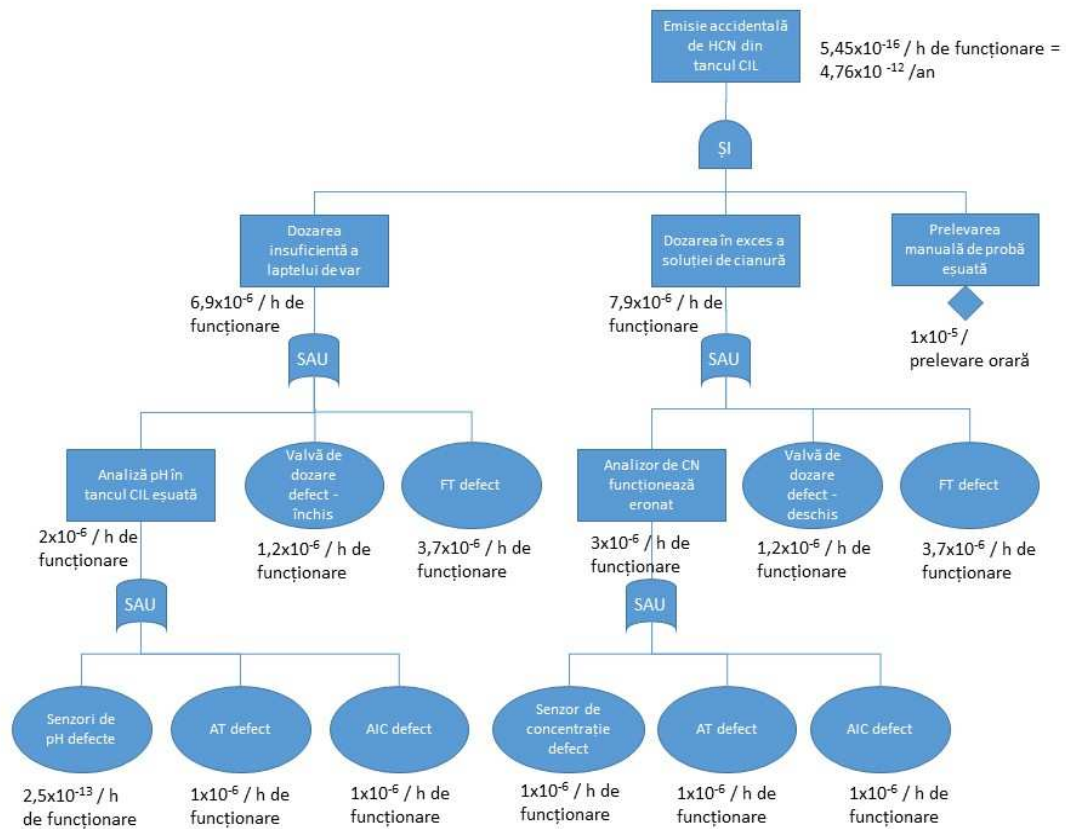 Emisie accidentală
de HCN din
tancul CIL
5,45x10⁻¹⁶ / h de funcționare =
4,76x10 ⁻¹² /an
ȘI
Dozarea
insuficientă a
laptelui de var
6,9x10⁻⁶ / h de
funcționare
Dozarea în exces a
soluției de cianură
7,9x10⁻⁶ / h de
funcționare
Prelevarea
manuală de probă
eșuată
1x10⁻⁵ /
prelevare orară
SAU
SAU
Analiză pH în
tancul CIL eșuată
2x10⁻⁶ / h de
funcționare
Valvă de
dozare
defect -
închis
1,2x10⁻⁶ / h de
funcționare
FT defect
3,7x10⁻⁶ / h de
funcționare
Analizor de CN
funcționează
eronat
3x10⁻⁶ / h de
funcționare
Valvă de
dozare
defect -
deschis
1,2x10⁻⁶ / h de
funcționare
FT defect
3,7x10⁻⁶ / h de
funcționare
SAU
SAU
Senzori de
pH defecte
2,5x10⁻¹³ / h
de funcționare
AT defect
1x10⁻⁶ / h de
funcționare
AIC defect
1x10⁻⁶ / h de
funcționare
Senzor de
concentrație
defect
1x10⁻⁶ / h de
funcționare
AT defect
1x10⁻⁶ / h de
funcționare
AIC defect
1x10⁻⁶ / h de
funcționare